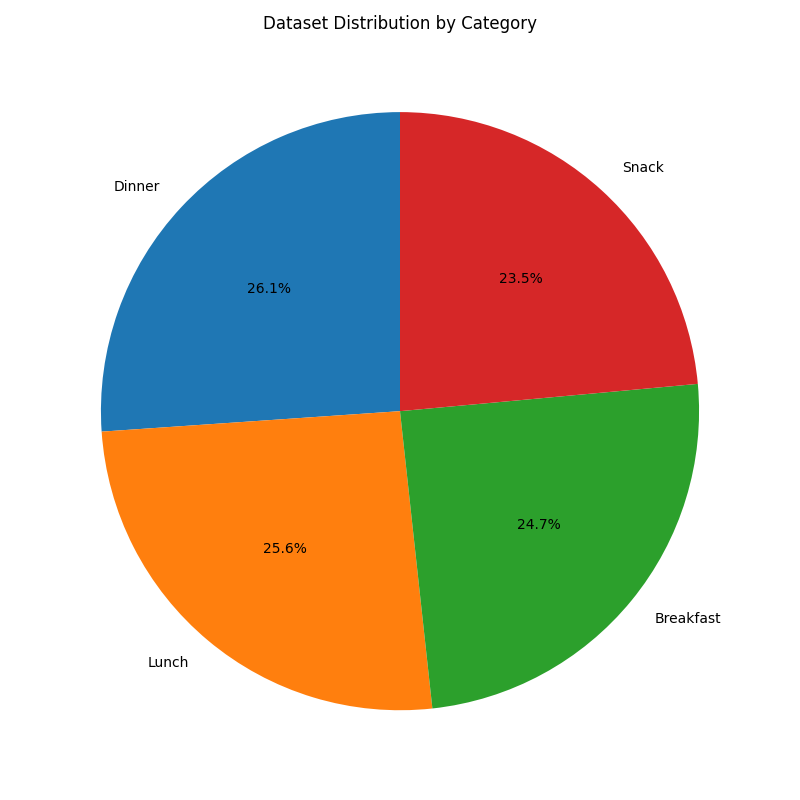 Dataset Distribution by Category
Snack
Dinner
23.5%
26.1%
24.7%
25.6%
Breakfast
Lunch